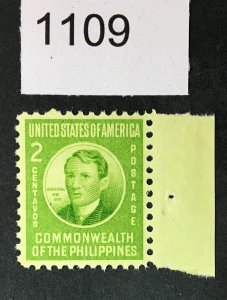 1109
UNITED STATES OF AMERICA
2
CENTAVOS
POSTAGE
COMMONWEALTH
OF THE PHILIPPINES